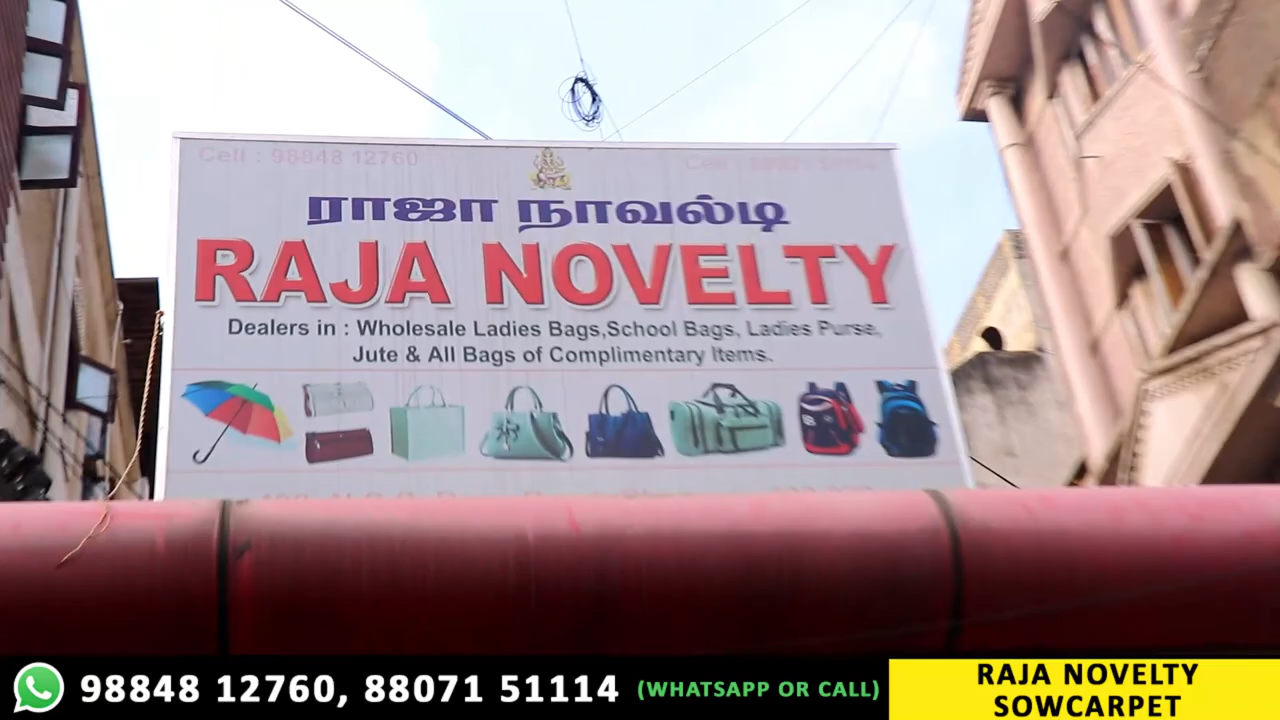 Cell : 98848 12760
ராஜா நாவல்டி
RAJA NOVELTY
Dealers in : Wholesale Ladies Bags,School Bags, Ladies Purse,
Jute & All Bags of Complimentary Items.
98848 12760, 88071 51114 (WHATSAPP OR CALL)
RAJA NOVELTY
SOWCARPET